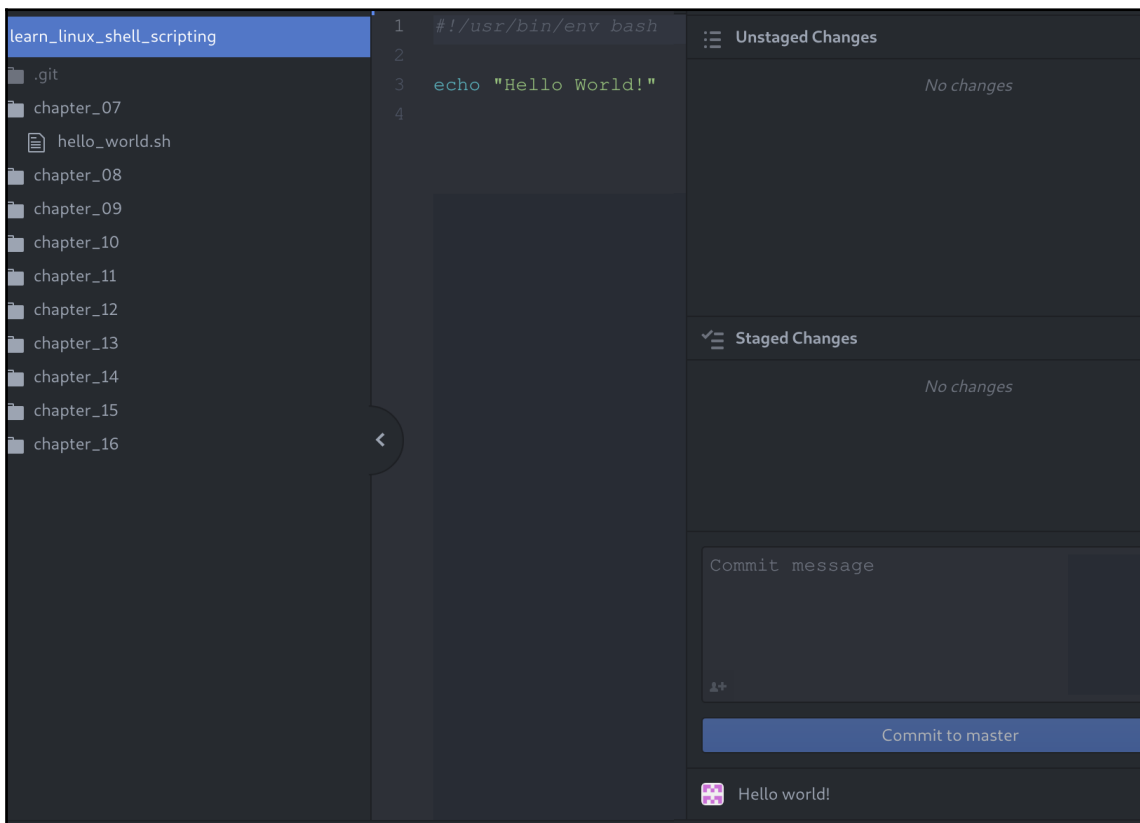 learn_linux_shell_scripting
.git
chapter_07
hello_world.sh
chapter_08
chapter_09
chapter_10
chapter_11
chapter_12
chapter_13
chapter_14
chapter_15
chapter_16
1 #!/usr/bin/env bash
2
3 echo "Hello World!"
4
Unstaged Changes
No changes
Staged Changes
No changes
Commit message
Commit to master
Hello world!